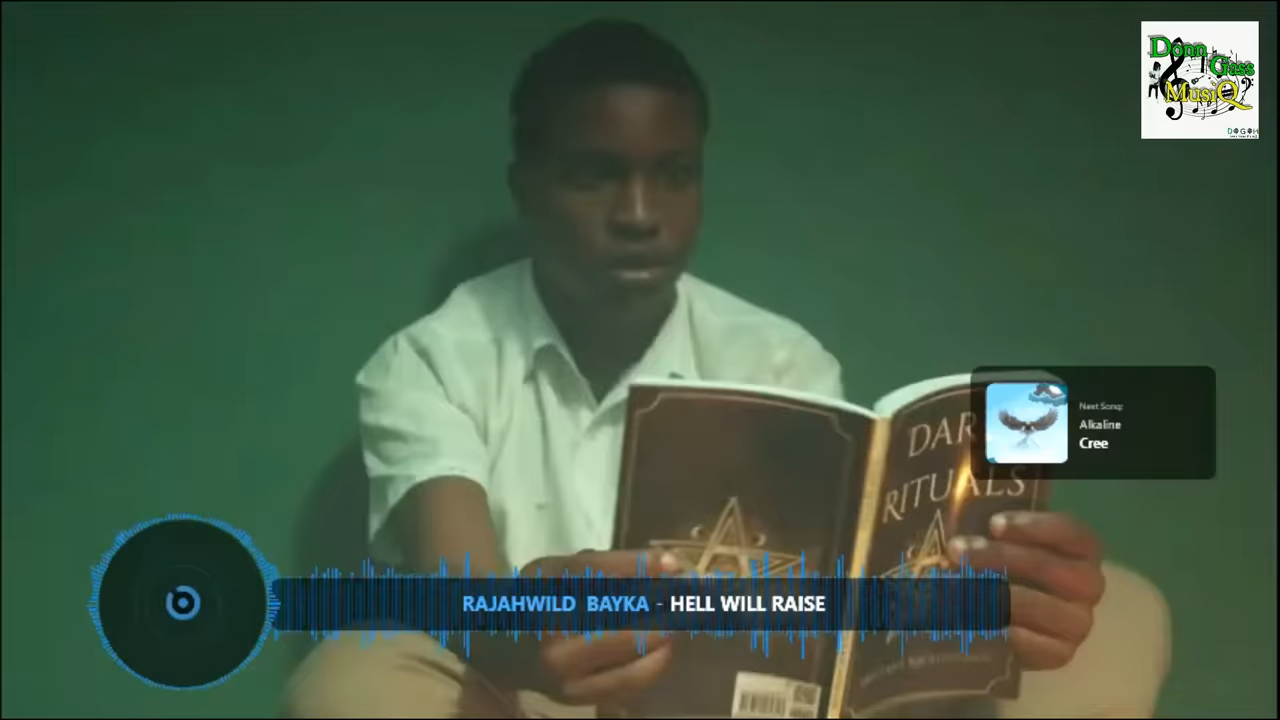 Donn
Gass
MusiQ
DAR
RITUALS
Next Song:
Alkaline
Cree
RAJAHWILD BAYKA - HELL WILL RAISE